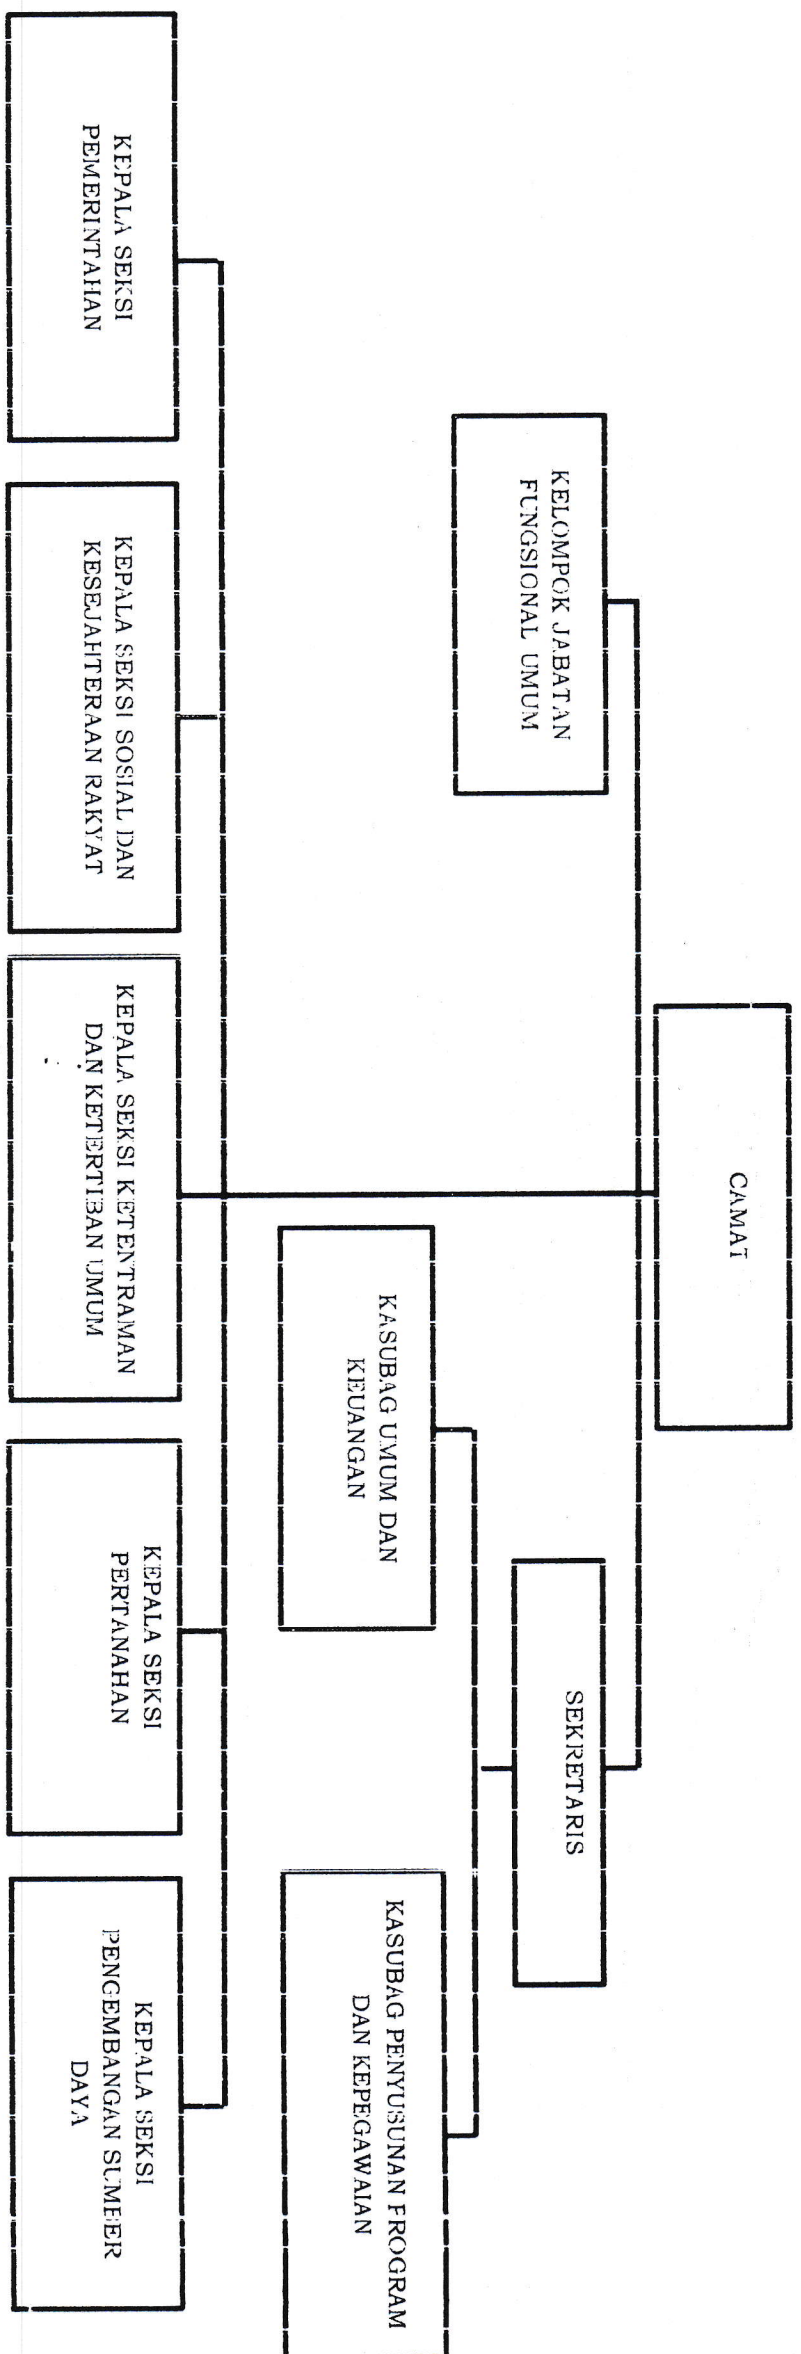 CAMAT
KELOMPOK JABATAN
FUNGSIONAL UMUM
SEKRETARIS
KASUBAG UMUM DAN
KEUANGAN
KASUBAG PENYUSUNAN PROGRAM
DAN KEPEGAWAIAN
KEPALA SEKSI
PEMERINTAHAN
KEPALA SEKSI SOSIAL DAN
KESEJAHTERAAN RAKYAT
KEPALA SEKSI KETENTRAMAN
DAN KETERTIBAN UMUM
KEPALA SEKSI
PERTANAHAN
KEPALA SEKSI
PENGEMBANGAN SUMBER
DAYA